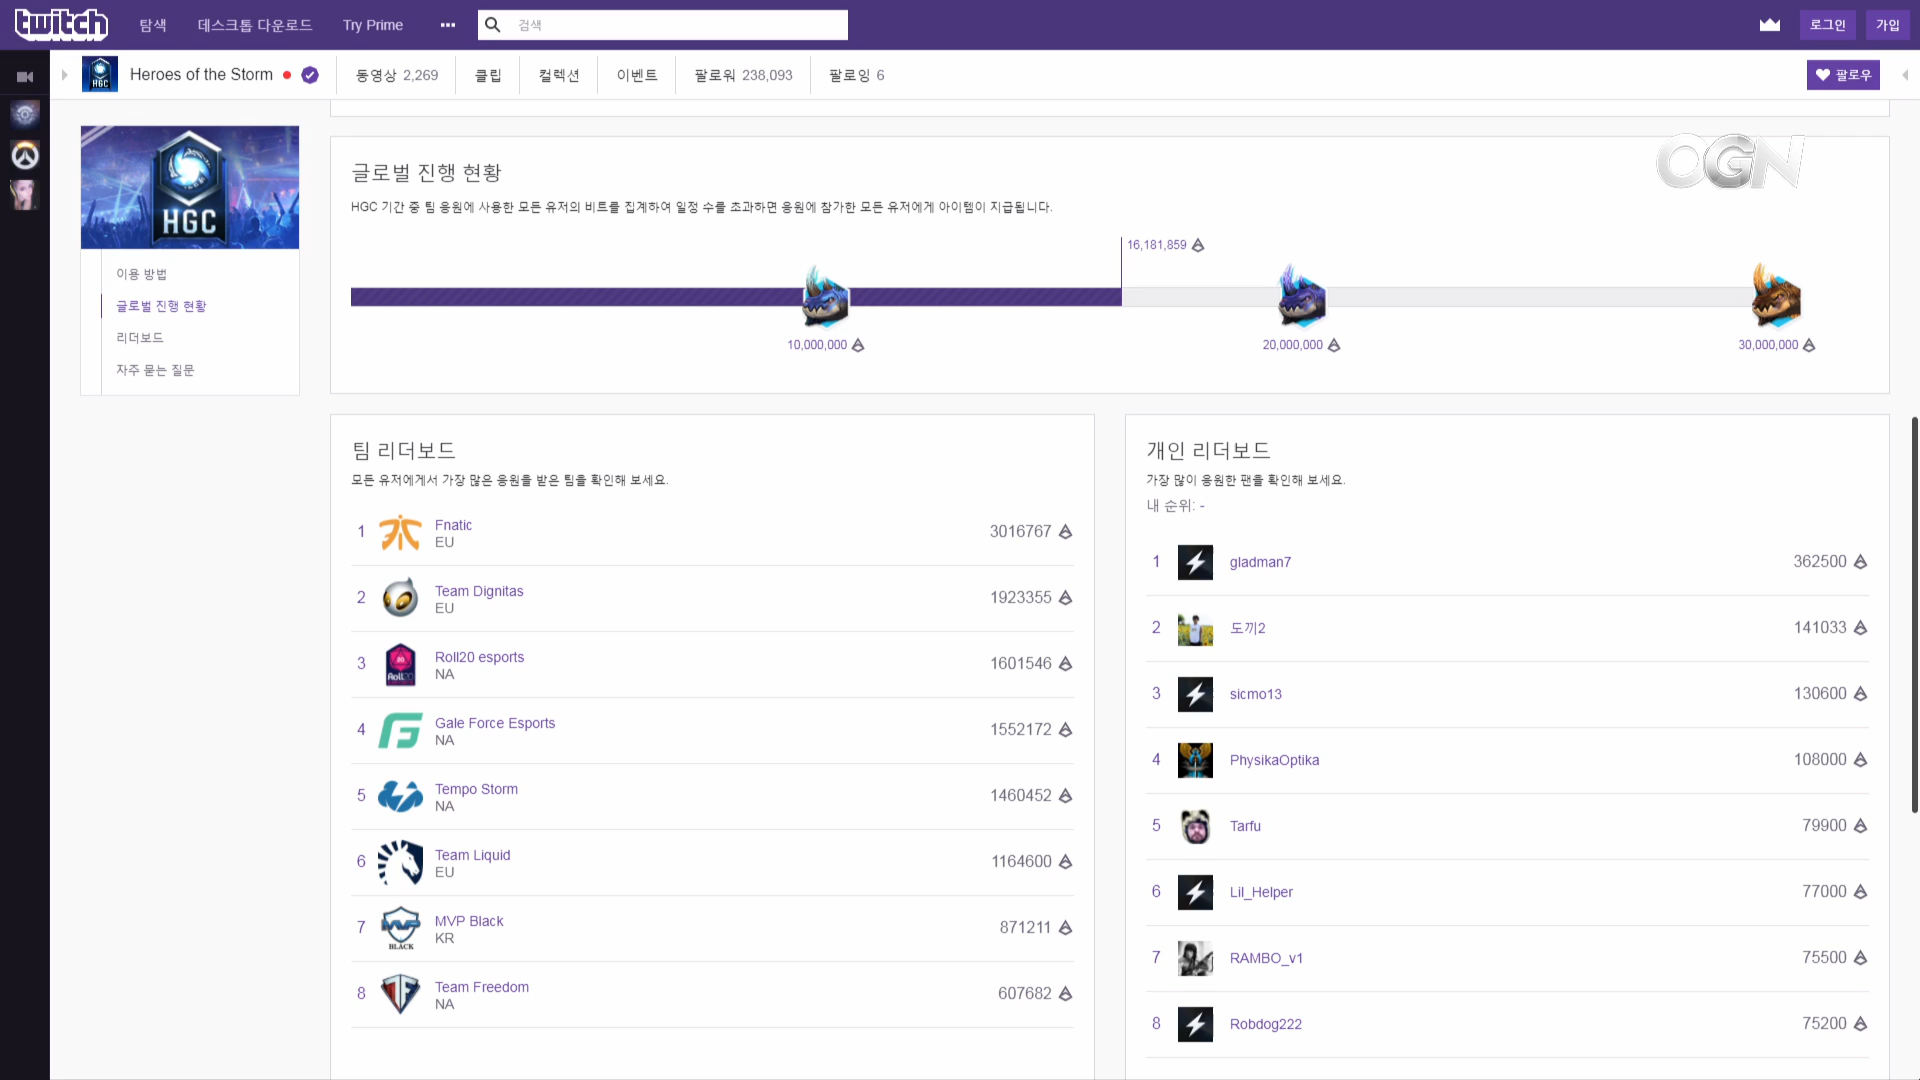 twitch 탐색 데스크톱 다운로드 Try Prime ••• 검색 로그인 가입
HGC Heroes of the Storm 동영상 2,269 클립 컬렉션 이벤트 팔로워 238,093 팔로잉 6 팔로우
HGC
이용 방법
글로벌 진행 현황
리더보드
자주 묻는 질문
OGN
글로벌 진행 현황
HGC 기간 중 팀 응원에 사용한 모든 유저의 비트를 집계하여 일정 수를 초과하면 응원에 참가한 모든 유저에게 아이템이 지급됩니다.
16,181,859
10,000,000 20,000,000 30,000,000
팀 리더보드
모든 유저에게서 가장 많은 응원을 받은 팀을 확인해 보세요.
1 Fnatic 3016767
EU
2 Team Dignitas 1923355
EU
3 Roll20 Roll20 esports 1601546
NA
4 Gale Force Esports 1552172
NA
5 Tempo Storm 1460452
NA
6 Team Liquid 1164600
EU
7 MVP BLACK MVP Black 871211
KR
8 TF Team Freedom 607682
NA
개인 리더보드
가장 많이 응원한 팬을 확인해 보세요.
내 순위: -
1 gladman7 362500
2 도끼2 141033
3 sicmo13 130600
4 PhysikaOptika 108000
5 Tarfu 79900
6 Lil_Helper 77000
7 RAMBO_v1 75500
8 Robdog222 75200